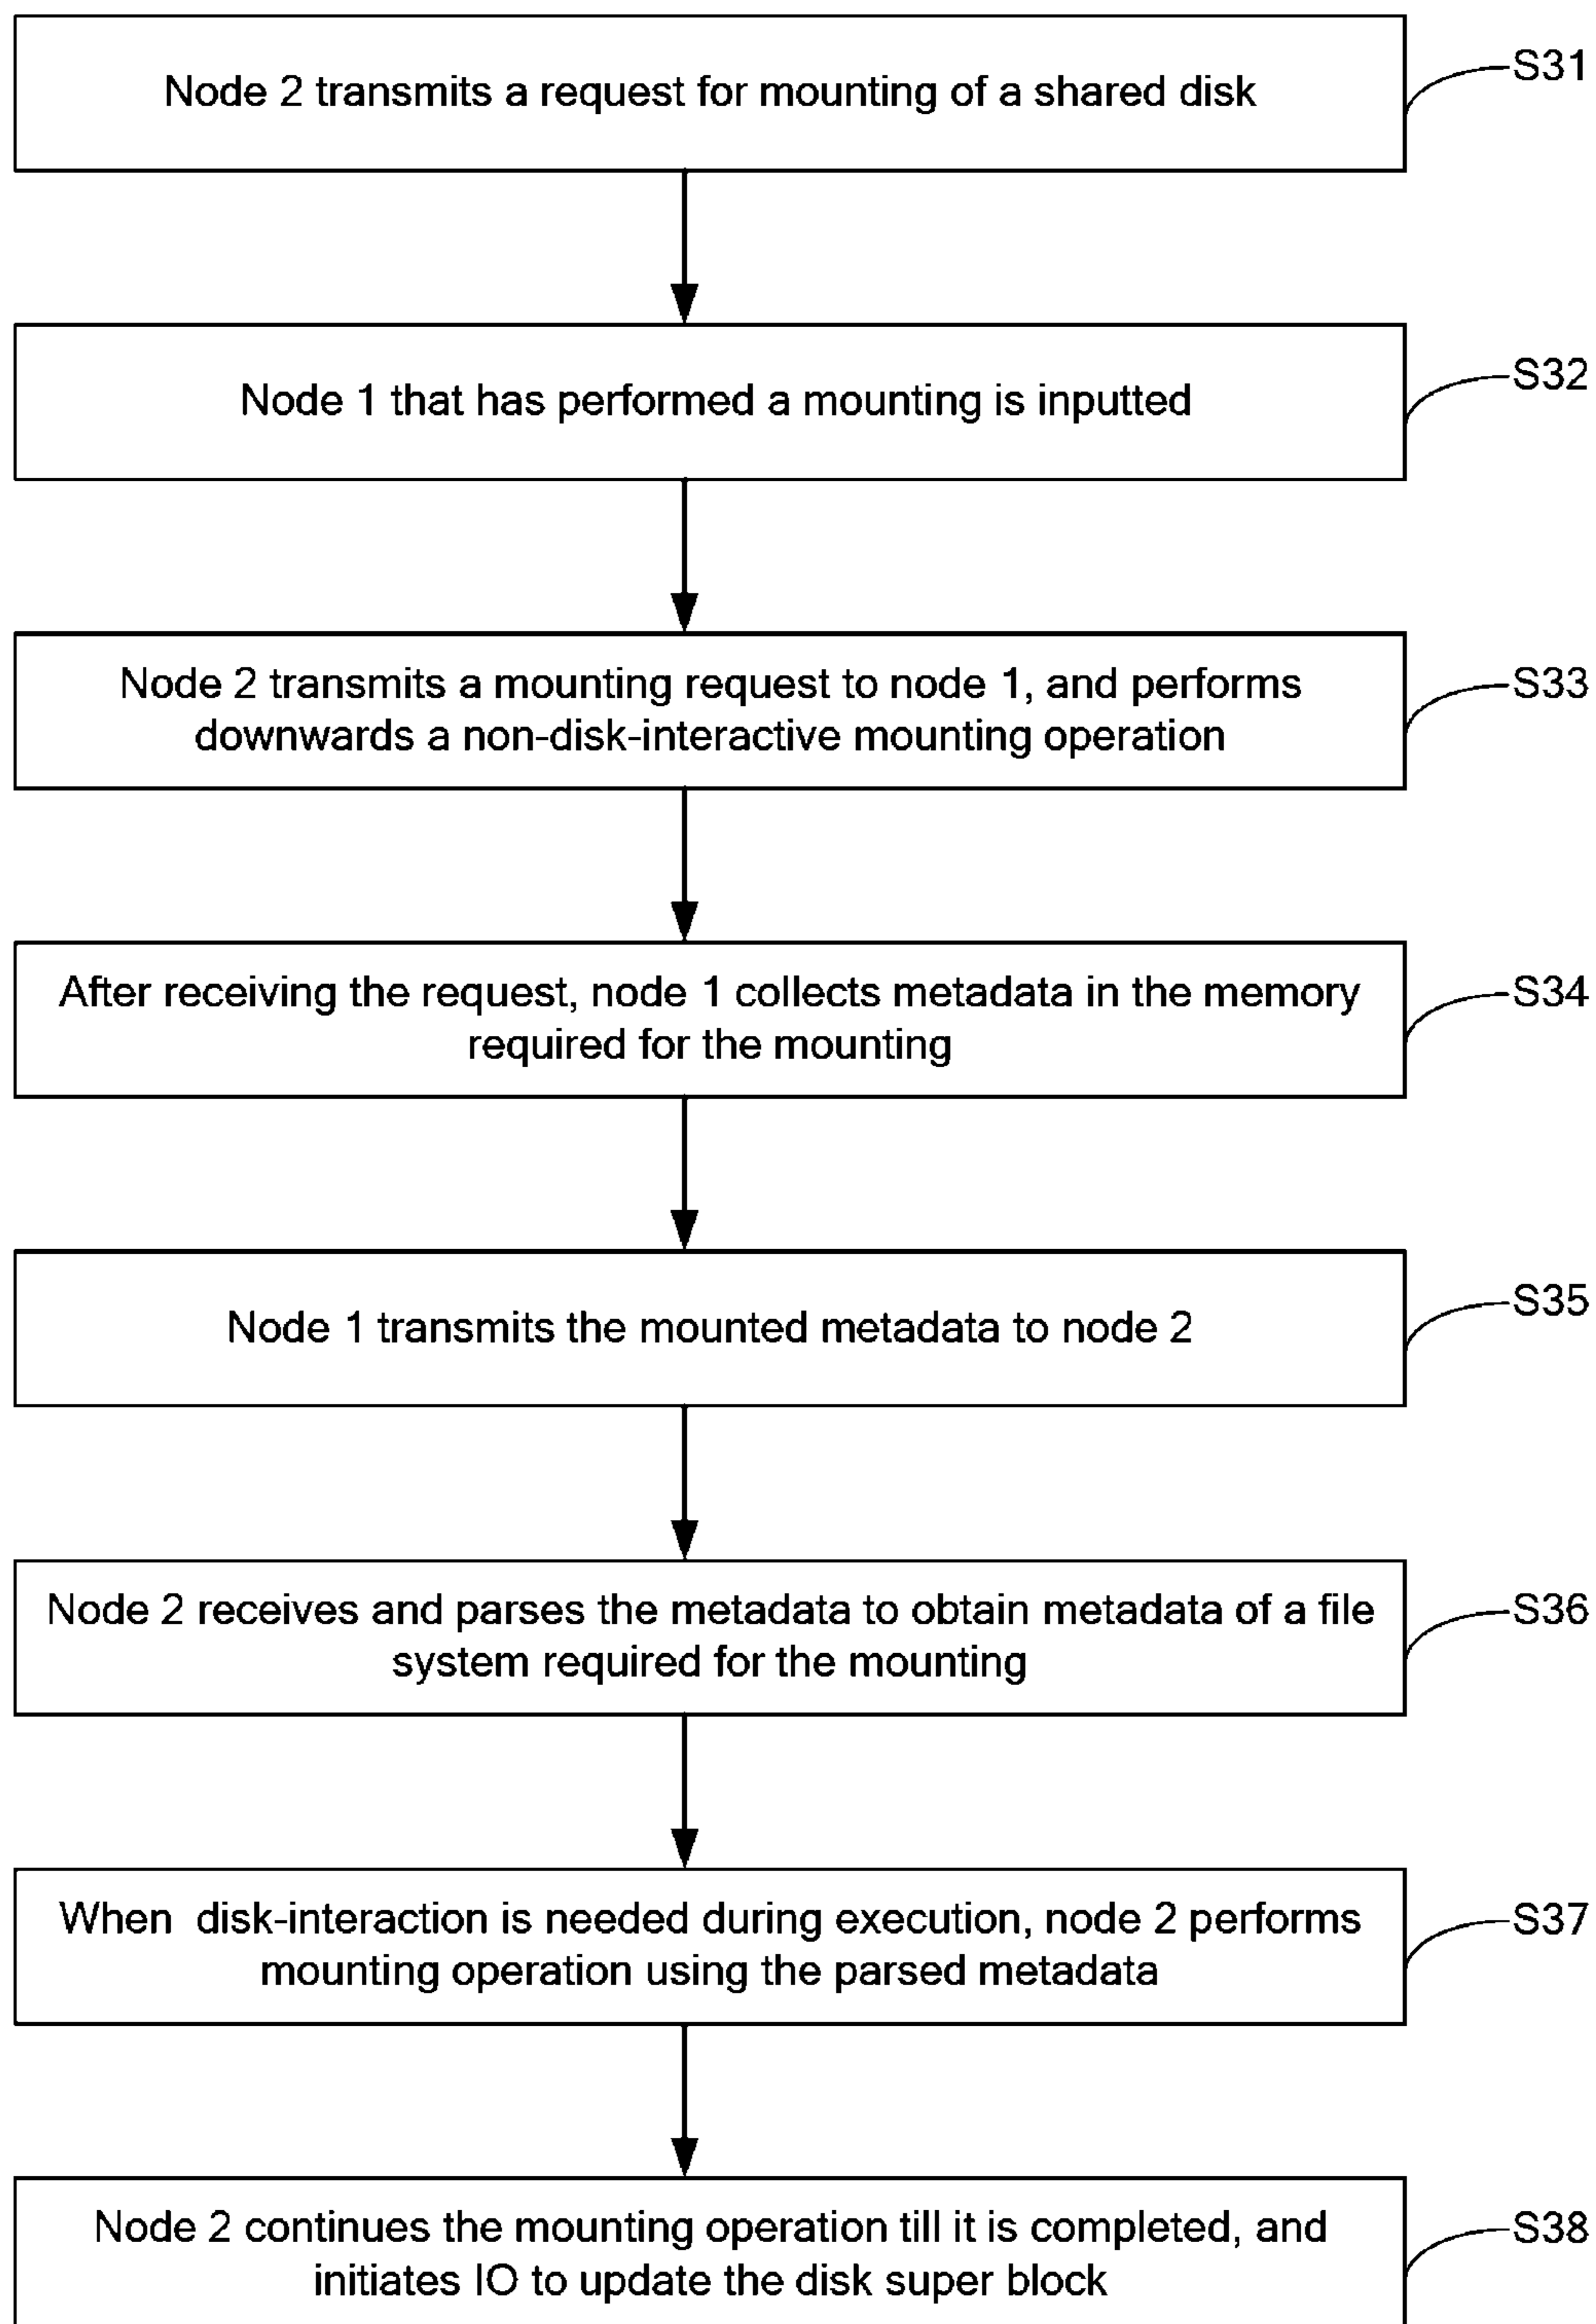 Node 2 transmits a request for mounting of a shared disk
S31
Node 1 that has performed a mounting is inputted
S32
Node 2 transmits a mounting request to node 1, and performs
downwards a non-disk-interactive mounting operation
S33
After receiving the request, node 1 collects metadata in the memory
required for the mounting
S34
Node 1 transmits the mounted metadata to node 2
S35
Node 2 receives and parses the metadata to obtain metadata of a file
system required for the mounting
S36
When disk-interaction is needed during execution, node 2 performs
mounting operation using the parsed metadata
S37
Node 2 continues the mounting operation till it is completed, and
initiates IO to update the disk super block
S38